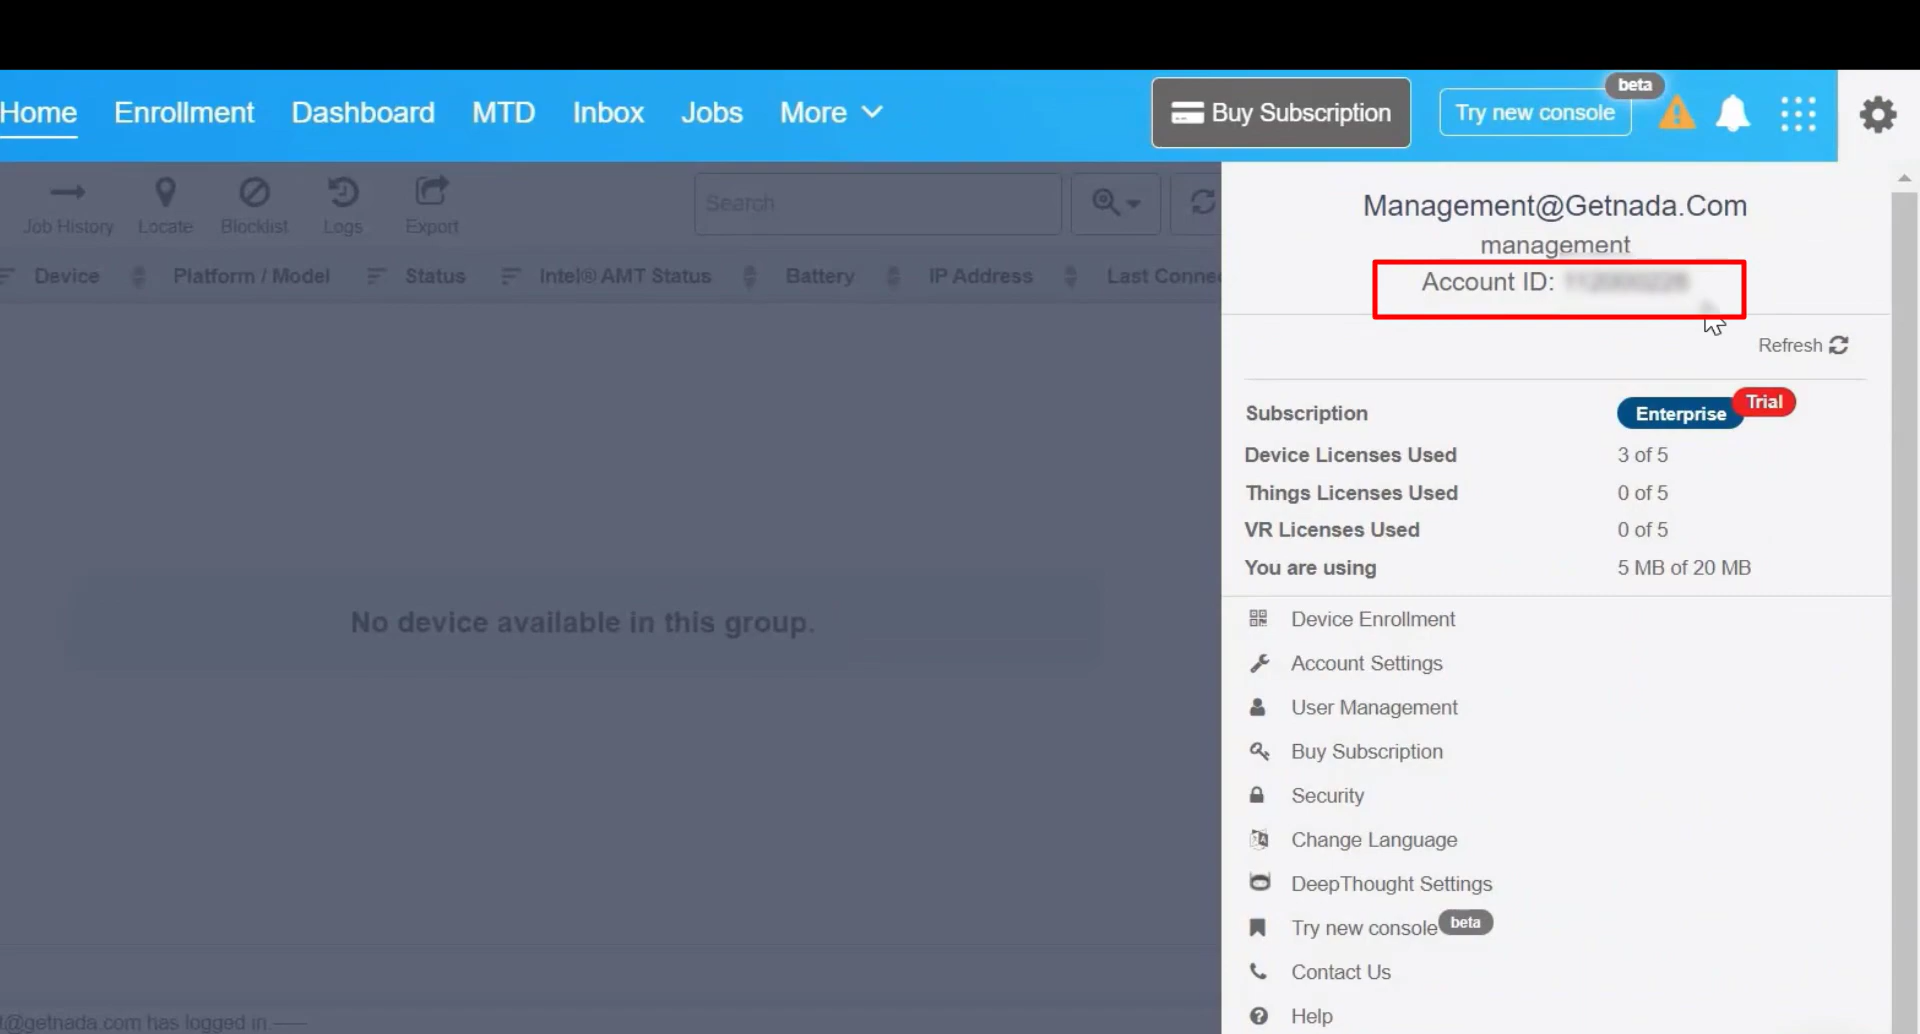 beta
Home Enrollment Dashboard MTD Inbox Jobs More Buy Subscription Try new console
Job History Locate Blocklist Logs Export Search
Device Platform / Model Status Intel® AMT Status Battery IP Address Last Conne
No device available in this group.
@getnada.com has logged in
Management@Getnada.Com
management
Account ID:
Refresh
Subscription Enterprise Trial
Device Licenses Used 3 of 5
Things Licenses Used 0 of 5
VR Licenses Used 0 of 5
You are using 5 MB of 20 MB
Device Enrollment
Account Settings
User Management
Buy Subscription
Security
Change Language
DeepThought Settings
Try new console beta
Contact Us
Help